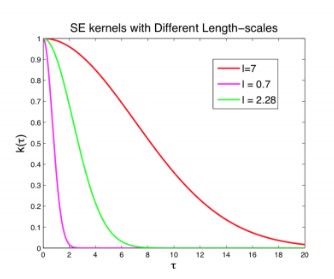 SE kernels with Different Length-scales
1
0.9
0.8
0.7
0.6
0.5
0.4
0.3
0.2
0.1
0
k(τ)
l=7
l = 0.7
l = 2.28
0 2 4 6 8 10 12 14 16 18 20
τ